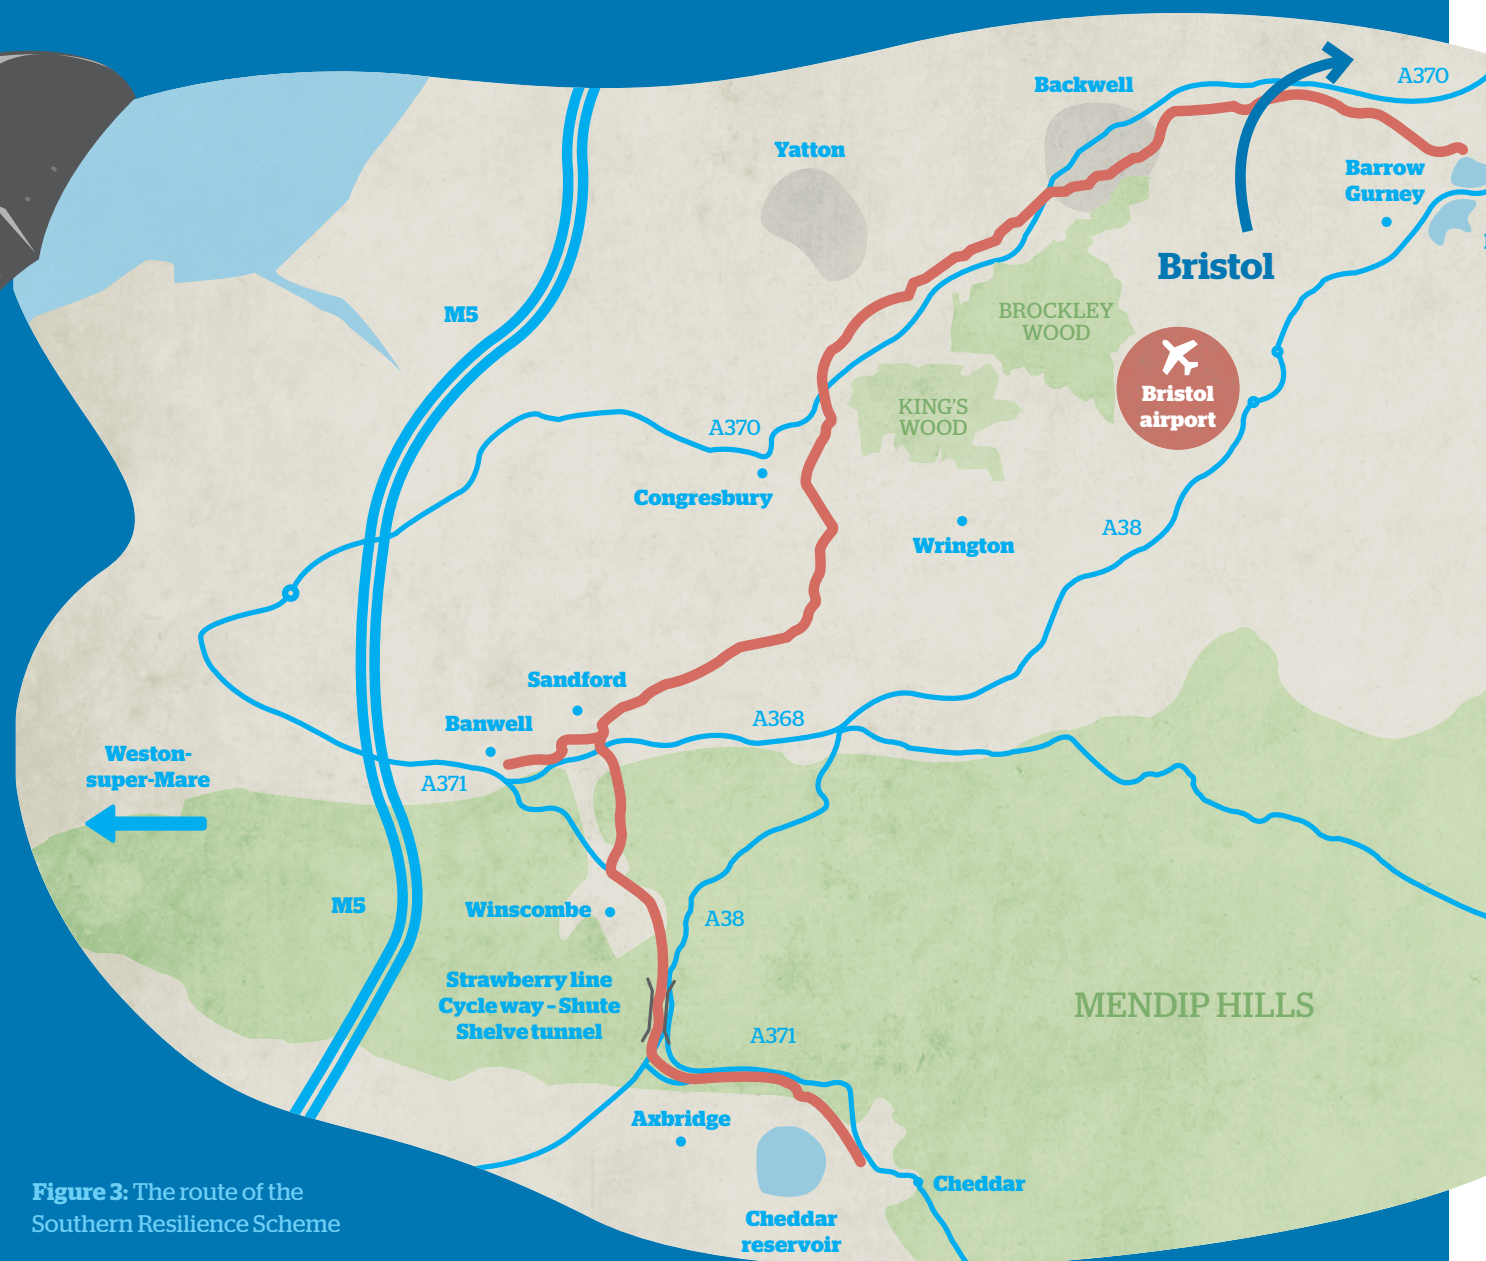 A370
Backwell
Yatton
Barrow
Gurney
Bristol
M5
BROCKLEY
WOOD
Bristol
airport
KING'S
WOOD
A370
Congresbury
Wrington
A38
Sandford
Banwell
A368
Weston-
super-Mare
A371
M5
Winscombe
A38
Strawberry line
Cycle way – Shute
Shelve tunnel
MENDIP HILLS
A371
Axbridge
Cheddar
Cheddar
reservoir
Figure 3: The route of the
Southern Resilience Scheme